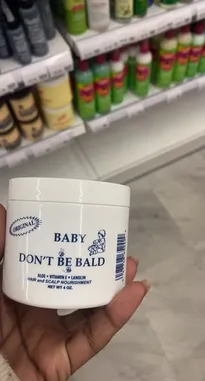 ORIGINAL
BABY
DON'T BE BALD
ALOE • VITAMIN E • LANOLIN
HAIR and SCALP NOURISHMENT
NET WT 4 OZ.